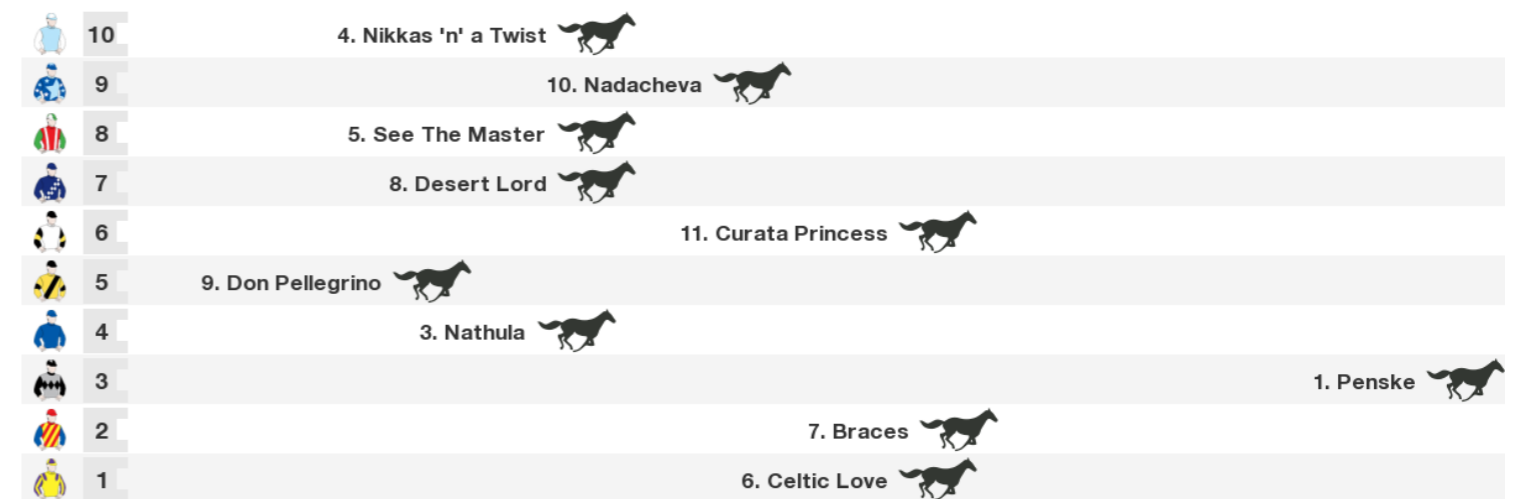 10 4. Nikkas 'n' a Twist
9 10. Nadacheva
8 5. See The Master
7 8. Desert Lord
6 11. Curata Princess
5 9. Don Pellegrino
4 3. Nathula
3 1. Penske
2 7. Braces
1 6. Celtic Love